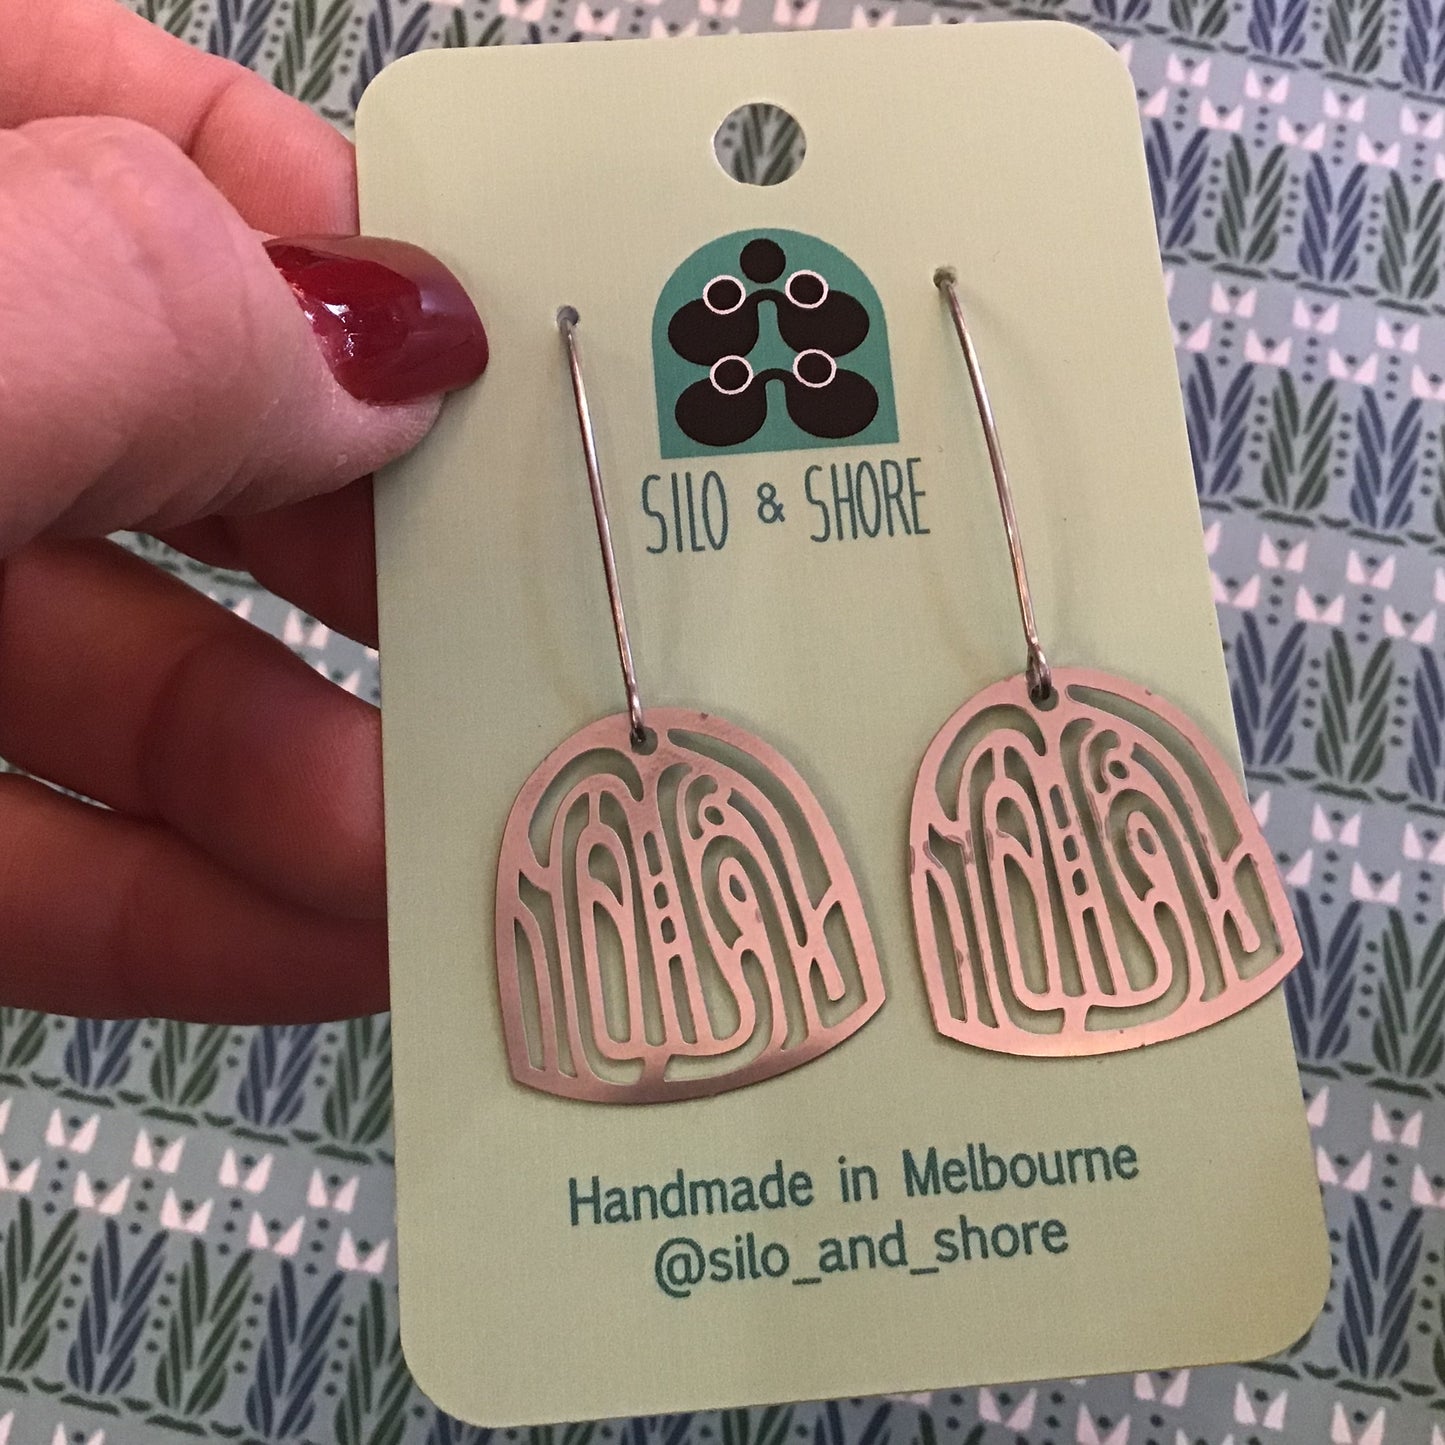 SILO & SHORE
Handmade in Melbourne
@silo_and_shore